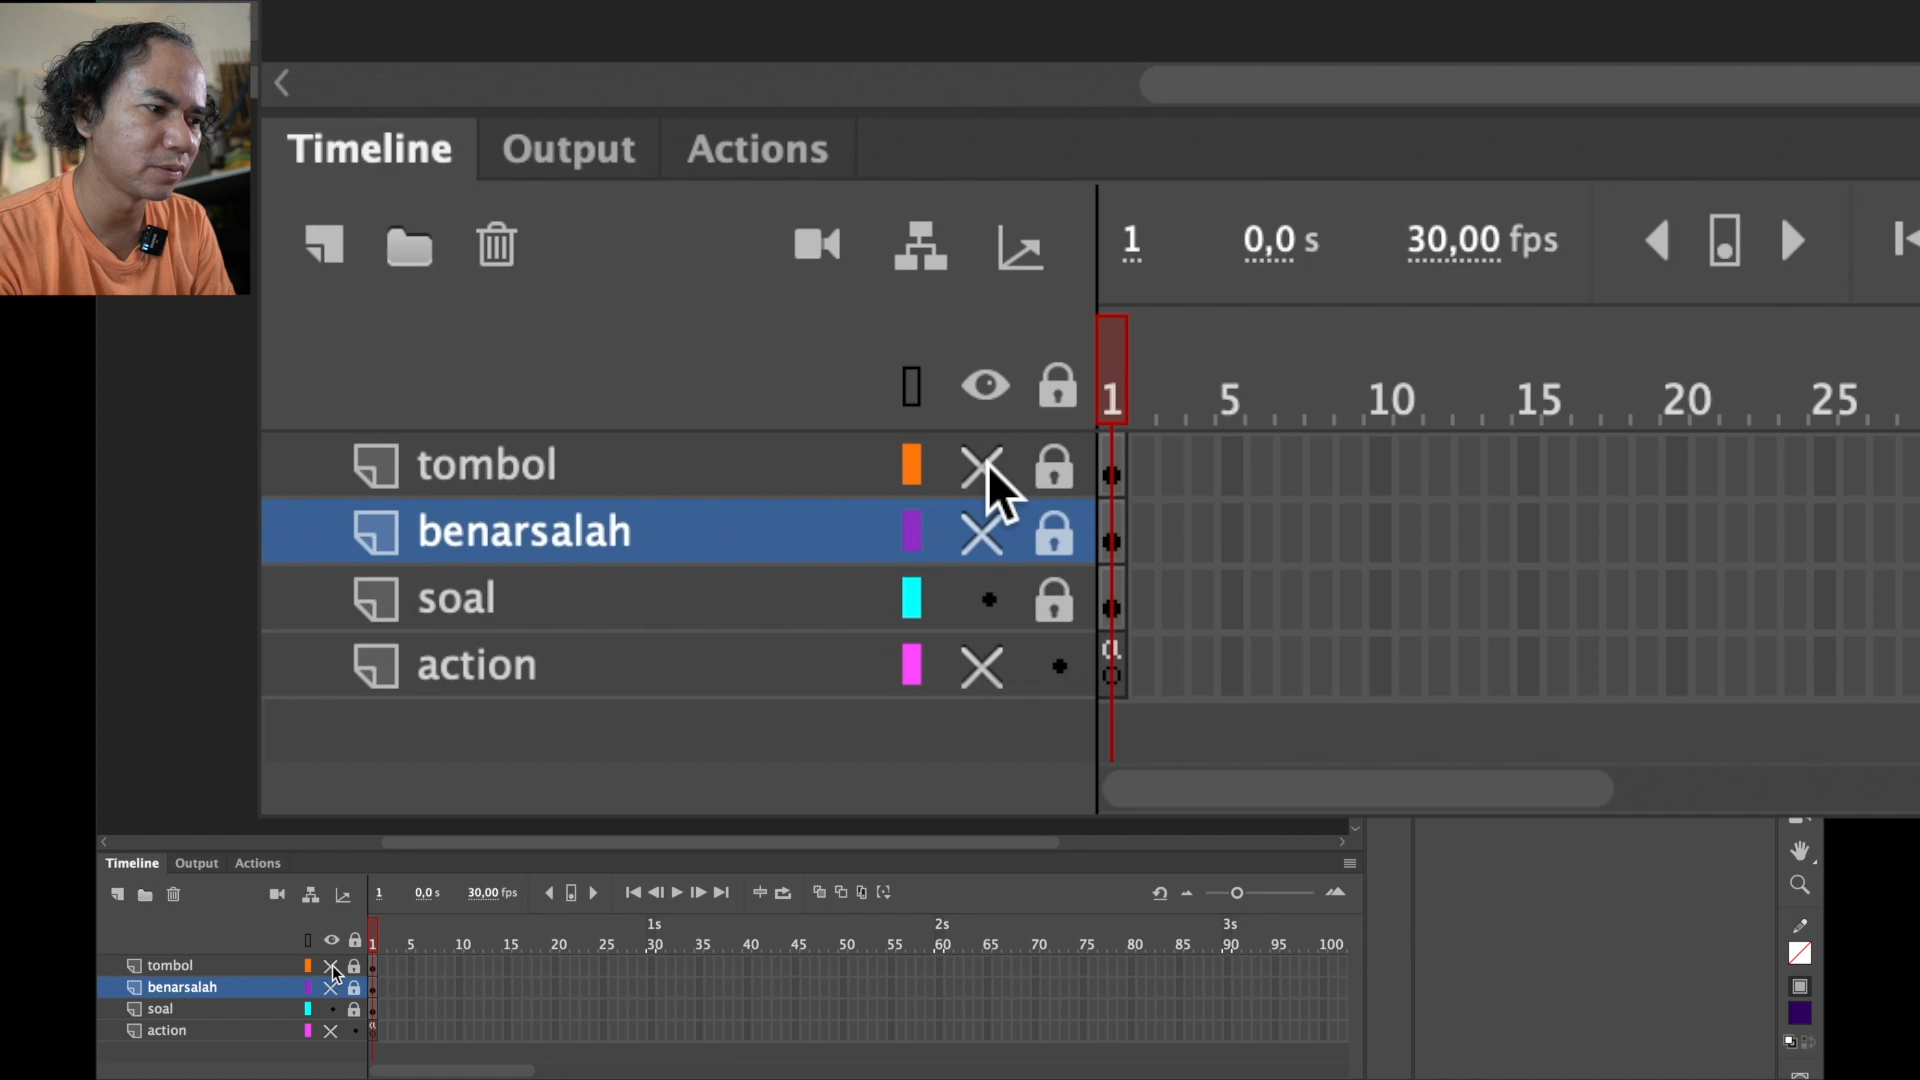 Timeline Output Actions
1 0,0 s 30,00 fps
1 5 10 15 20 25
tombol
benarsalah
soal
action
Timeline Output Actions
1 0,0 s 30,00 fps
1s 2s 3s
1 5 10 15 20 25 30 35 40 45 50 55 60 65 70 75 80 85 90 95 100
tombol
benarsalah
soal
action